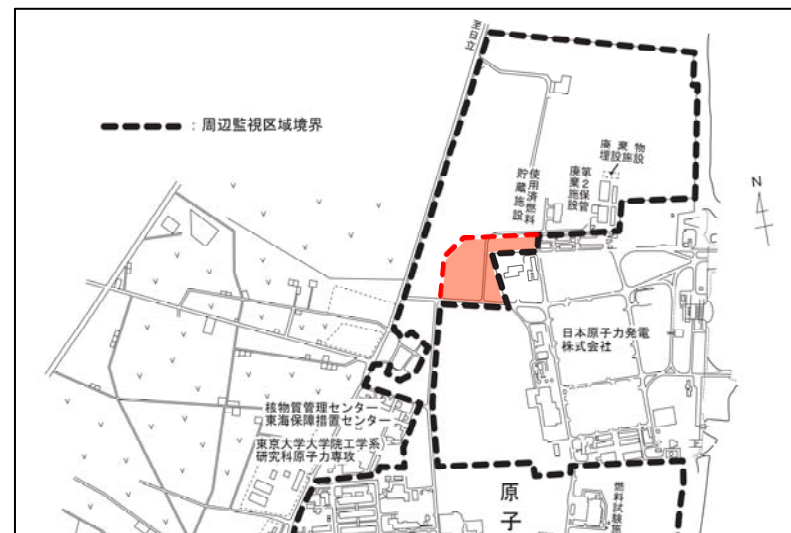 至日立
：周辺監視区域境界
廃棄物
埋設施設
第2保管
廃棄施設
使用済燃料
貯蔵施設
N
日本原子力発電
株式会社
核物質管理センター
東海保障措置センター
東京大学大学院工学系
研究科原子力専攻
原子
燃料試験施